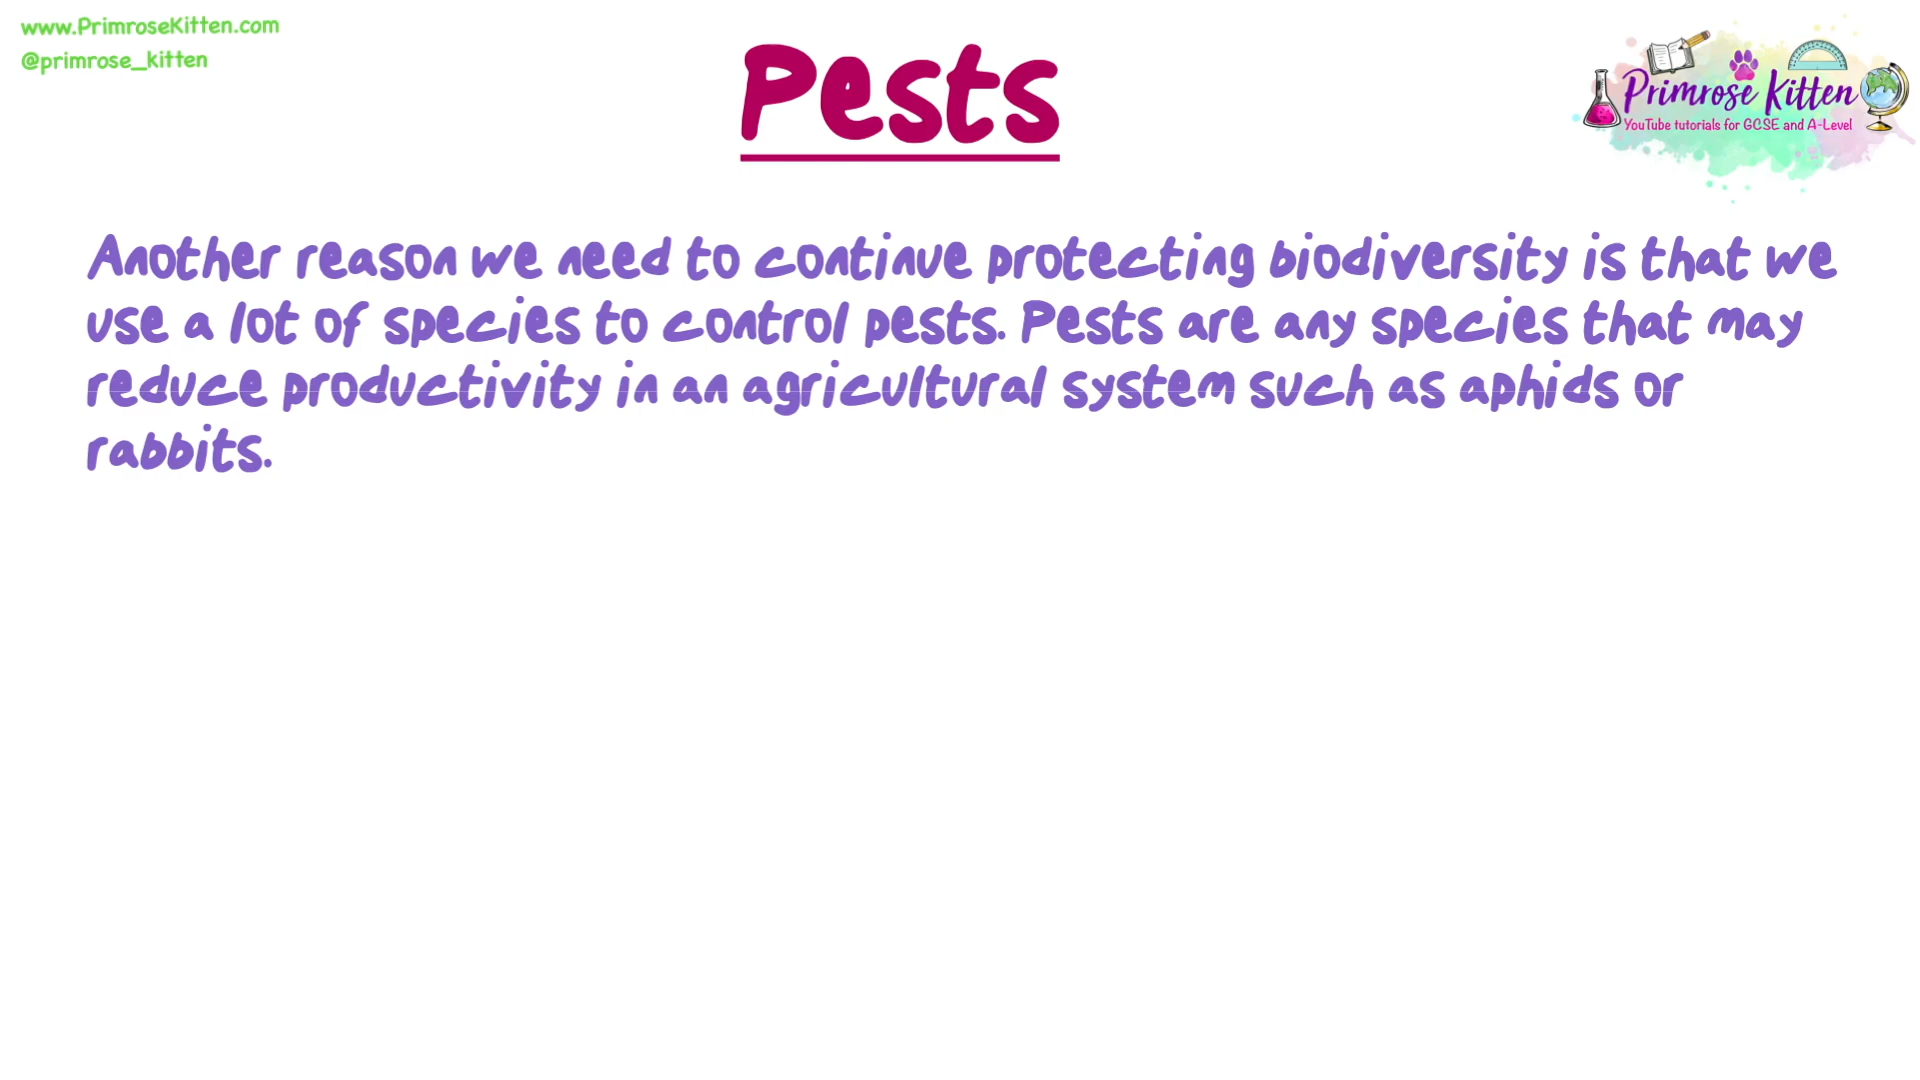 www.PrimroseKitten.com
@primrose_kitten
Pests
Primrose Kitten
YouTube tutorials for GCSE and A-Level
Another reason we need to continue protecting biodiversity is that we
use a lot of species to control pests. Pests are any species that may
reduce productivity in an agricultural system such as aphids or
rabbits.